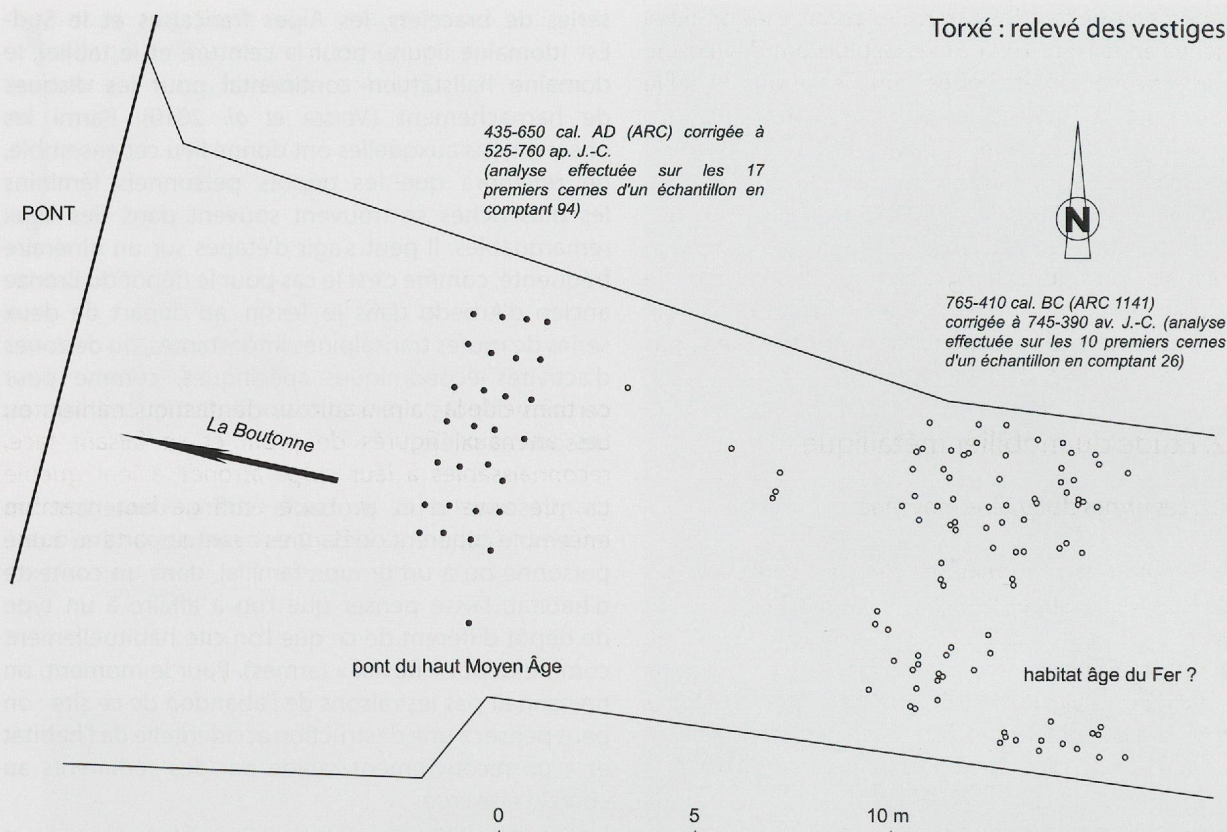 Torxé : relevé des vestiges
435-650 cal. AD (ARC) corrigée à
525-760 ap. J.-C.
(analyse effectuée sur les 17
premiers cernes d'un échantillon en
comptant 94)
PONT
N
765-410 cal. BC (ARC 1141)
corrigée à 745-390 av. J.-C. (analyse
effectuée sur les 10 premiers cernes
d'un échantillon en comptant 26)
La Boutonne
pont du haut Moyen Âge
habitat âge du Fer ?
0 5 10 m